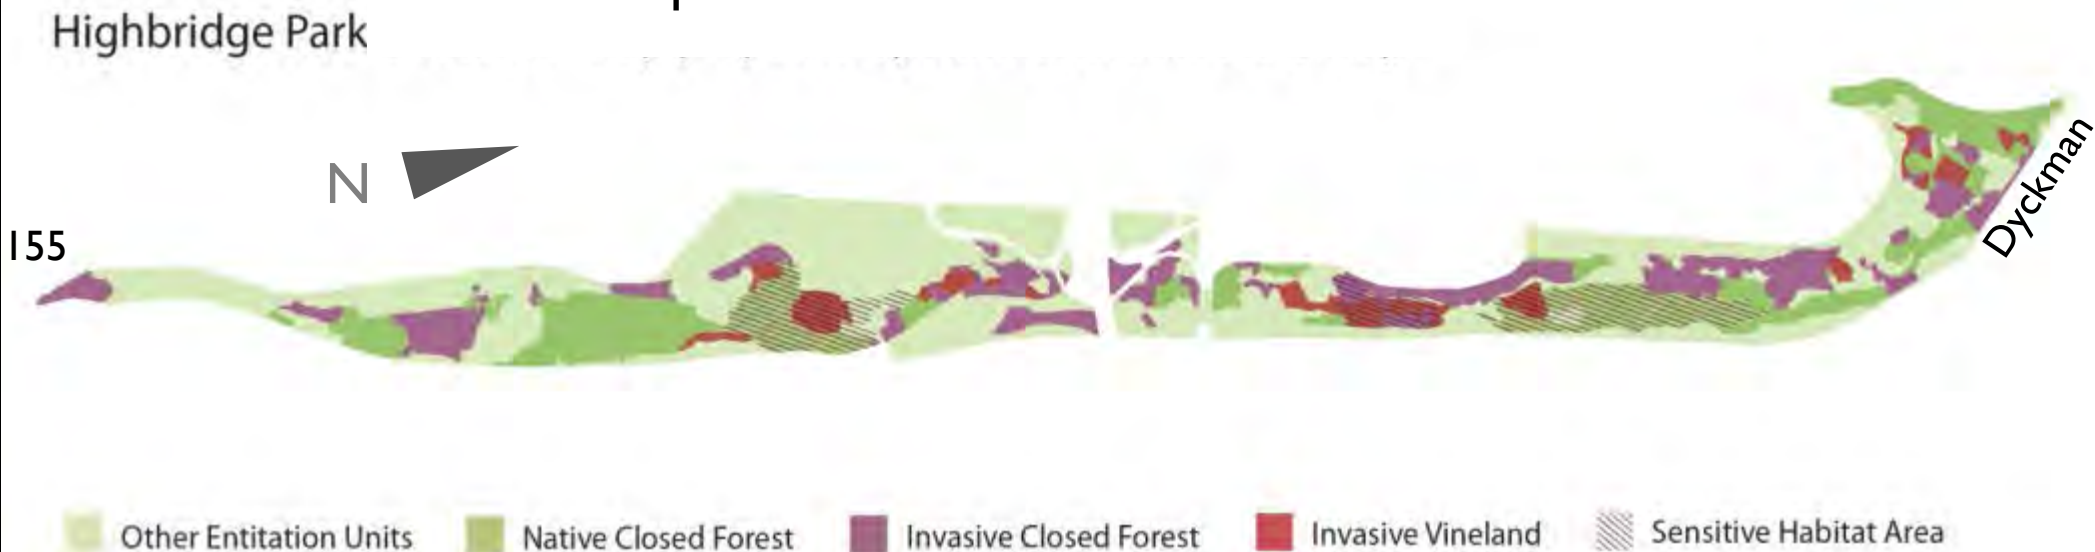 Highbridge Park
N
155
Dyckman
Other Entitation Units
Native Closed Forest
Invasive Closed Forest
Invasive Vineland
Sensitive Habitat Area